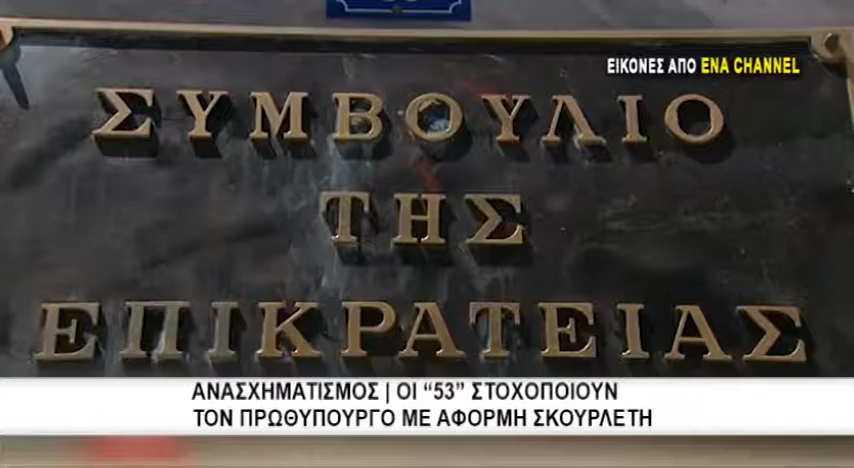 ΕΙΚΟΝΕΣ ΑΠΟ ΕΝΑ CHANNEL
ΣΥΜΒΟΥΛΙΟ
ΤΗΣ
ΕΠΙΚΡΑΤΕΙΑΣ
ΑΝΑΣΧΗΜΑΤΙΣΜΟΣ | ΟΙ “53” ΣΤΟΧΟΠΟΙΟΥΝ
ΤΟΝ ΠΡΩΘΥΠΟΥΡΓΟ ΜΕ ΑΦΟΡΜΗ ΣΚΟΥΡΛΕΤΗ